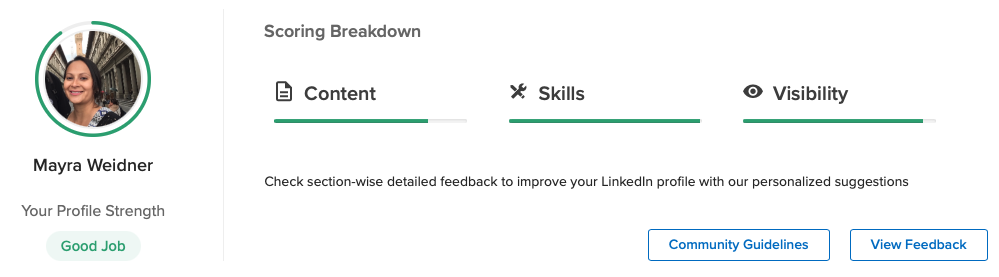 Scoring Breakdown
Content
Skills
Visibility
Mayra Weidner
Check section-wise detailed feedback to improve your LinkedIn profile with our personalized suggestions
Your Profile Strength
Good Job
Community Guidelines
View Feedback